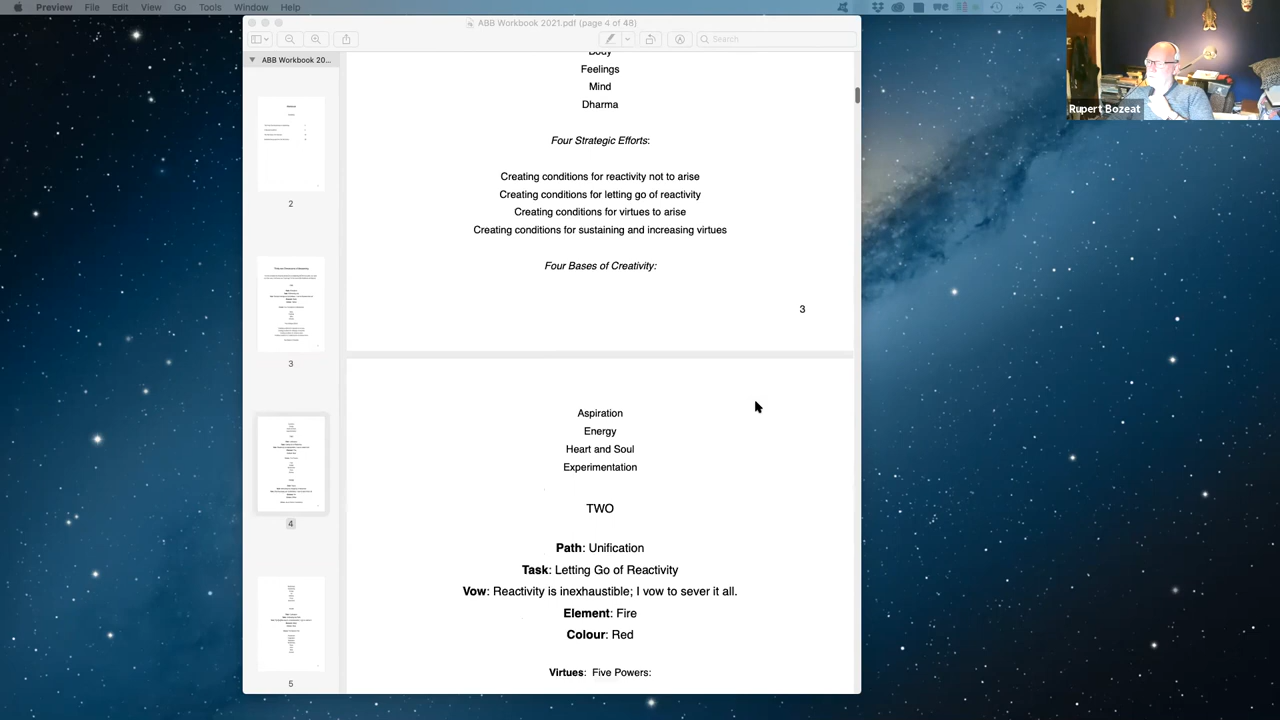 Preview File Edit View Go Tools Window Help
ABB Workbook 2021.pdf (page 4 of 48)
Search
ABB Workbook 20...
2
3
4
5
Body
Feelings
Mind
Dharma
Four Strategic Efforts:
Creating conditions for reactivity not to arise
Creating conditions for letting go of reactivity
Creating conditions for virtues to arise
Creating conditions for sustaining and increasing virtues
Four Bases of Creativity:
3
Aspiration
Energy
Heart and Soul
Experimentation
TWO
Path: Unification
Task: Letting Go of Reactivity
Vow: Reactivity is inexhaustible; I vow to sever it all.
Element: Fire
Colour: Red
Virtues: Five Powers:
Rupert Bozeat